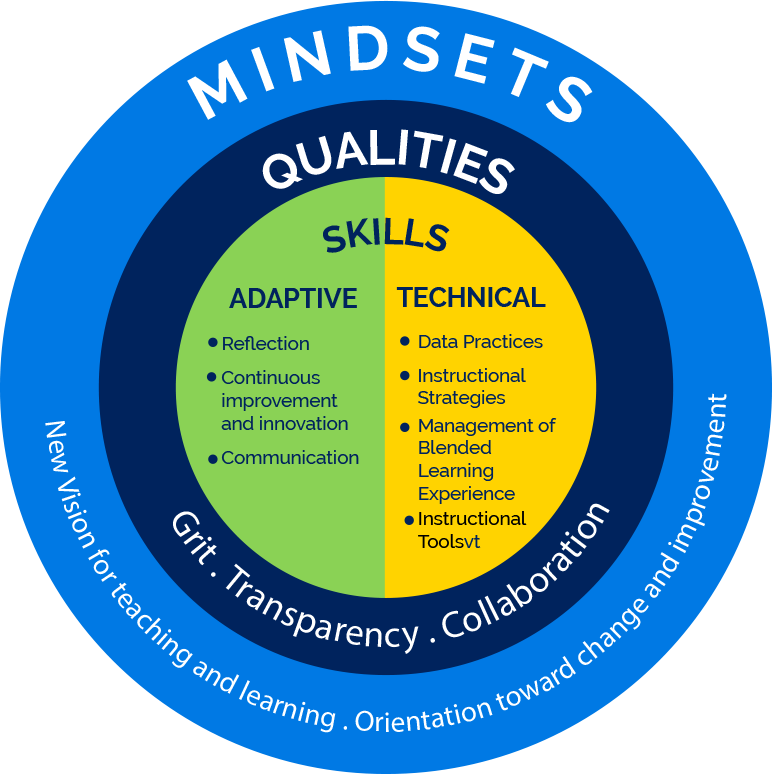 MINDSETS
QUALITIES
SKILLS
ADAPTIVE
• Reflection
• Continuous
improvement
and innovation
• Communication
TECHNICAL
• Data Practices
• Instructional
Strategies
• Management of
Blended
Learning
Experience
• Instructional
Toolsvt
Grit . Transparency . Collaboration
New Vision for teaching and learning . Orientation toward change and improvement